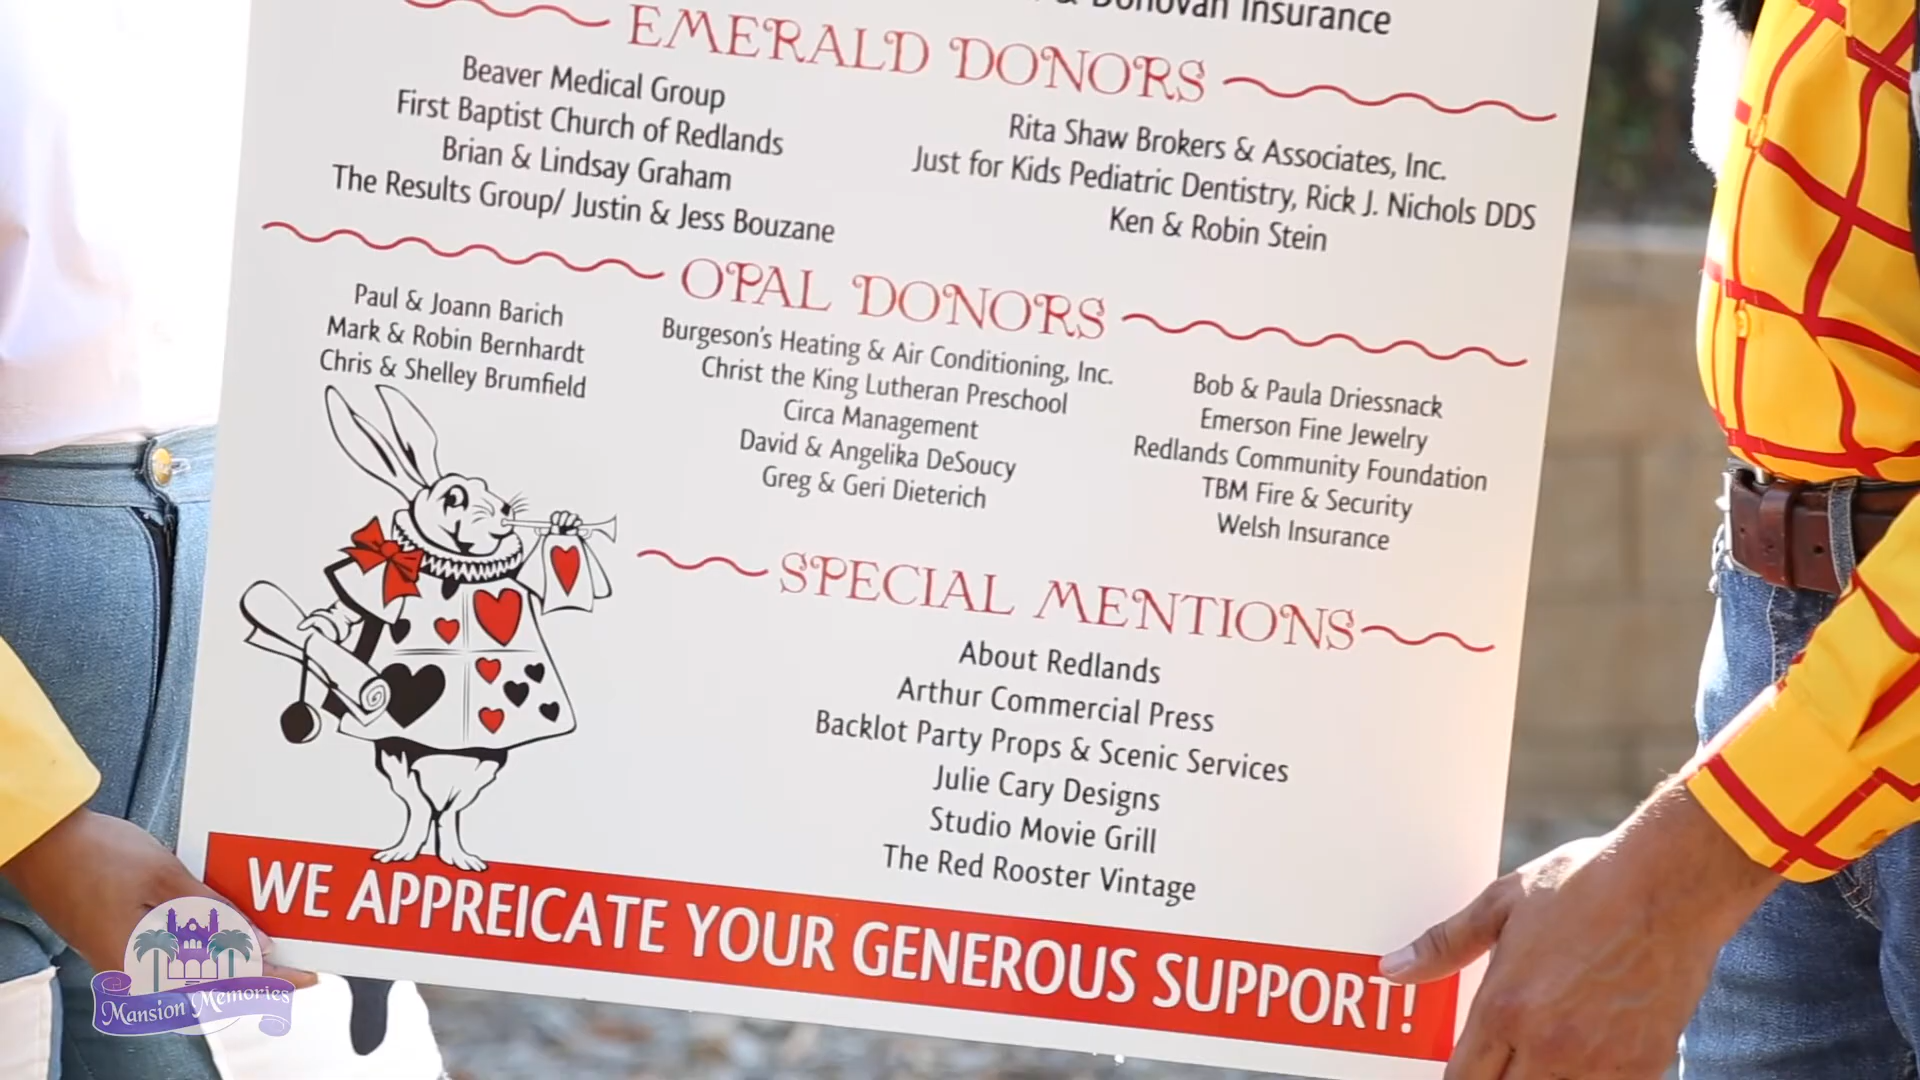 Donovan Insurance
EMERALD DONORS
Beaver Medical Group
First Baptist Church of Redlands
Brian & Lindsay Graham
The Results Group/ Justin & Jess Bouzane
Rita Shaw Brokers & Associates, Inc.
Just for Kids Pediatric Dentistry, Rick J. Nichols DDS
Ken & Robin Stein
OPAL DONORS
Paul & Joann Barich
Mark & Robin Bernhardt
Chris & Shelley Brumfield
Burgeson's Heating & Air Conditioning, Inc.
Christ the King Lutheran Preschool
Circa Management
David & Angelika DeSoucy
Greg & Geri Dieterich
Bob & Paula Driessnack
Emerson Fine Jewelry
Redlands Community Foundation
TBM Fire & Security
Welsh Insurance
SPECIAL MENTIONS
About Redlands
Arthur Commercial Press
Backlot Party Props & Scenic Services
Julie Cary Designs
Studio Movie Grill
The Red Rooster Vintage
WE APPREICATE YOUR GENEROUS SUPPORT!
Mansion Memories